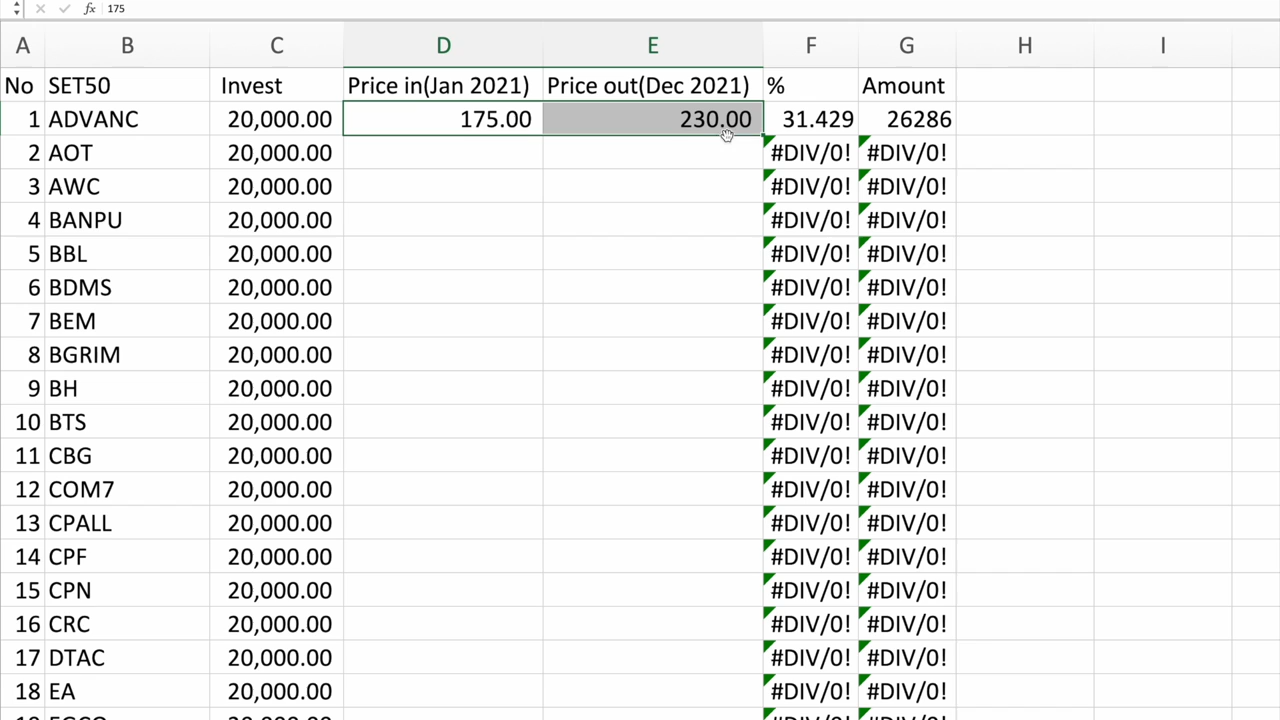 fx 175
A B C D E F G H I
No SET50 Invest Price in(Jan 2021) Price out(Dec 2021) % Amount
1 ADVANC 20,000.00 175.00 230.00 31.429 26286
2 AOT 20,000.00 #DIV/0! #DIV/0!
3 AWC 20,000.00 #DIV/0! #DIV/0!
4 BANPU 20,000.00 #DIV/0! #DIV/0!
5 BBL 20,000.00 #DIV/0! #DIV/0!
6 BDMS 20,000.00 #DIV/0! #DIV/0!
7 BEM 20,000.00 #DIV/0! #DIV/0!
8 BGRIM 20,000.00 #DIV/0! #DIV/0!
9 BH 20,000.00 #DIV/0! #DIV/0!
10 BTS 20,000.00 #DIV/0! #DIV/0!
11 CBG 20,000.00 #DIV/0! #DIV/0!
12 COM7 20,000.00 #DIV/0! #DIV/0!
13 CPALL 20,000.00 #DIV/0! #DIV/0!
14 CPF 20,000.00 #DIV/0! #DIV/0!
15 CPN 20,000.00 #DIV/0! #DIV/0!
16 CRC 20,000.00 #DIV/0! #DIV/0!
17 DTAC 20,000.00 #DIV/0! #DIV/0!
18 EA 20,000.00 #DIV/0! #DIV/0!